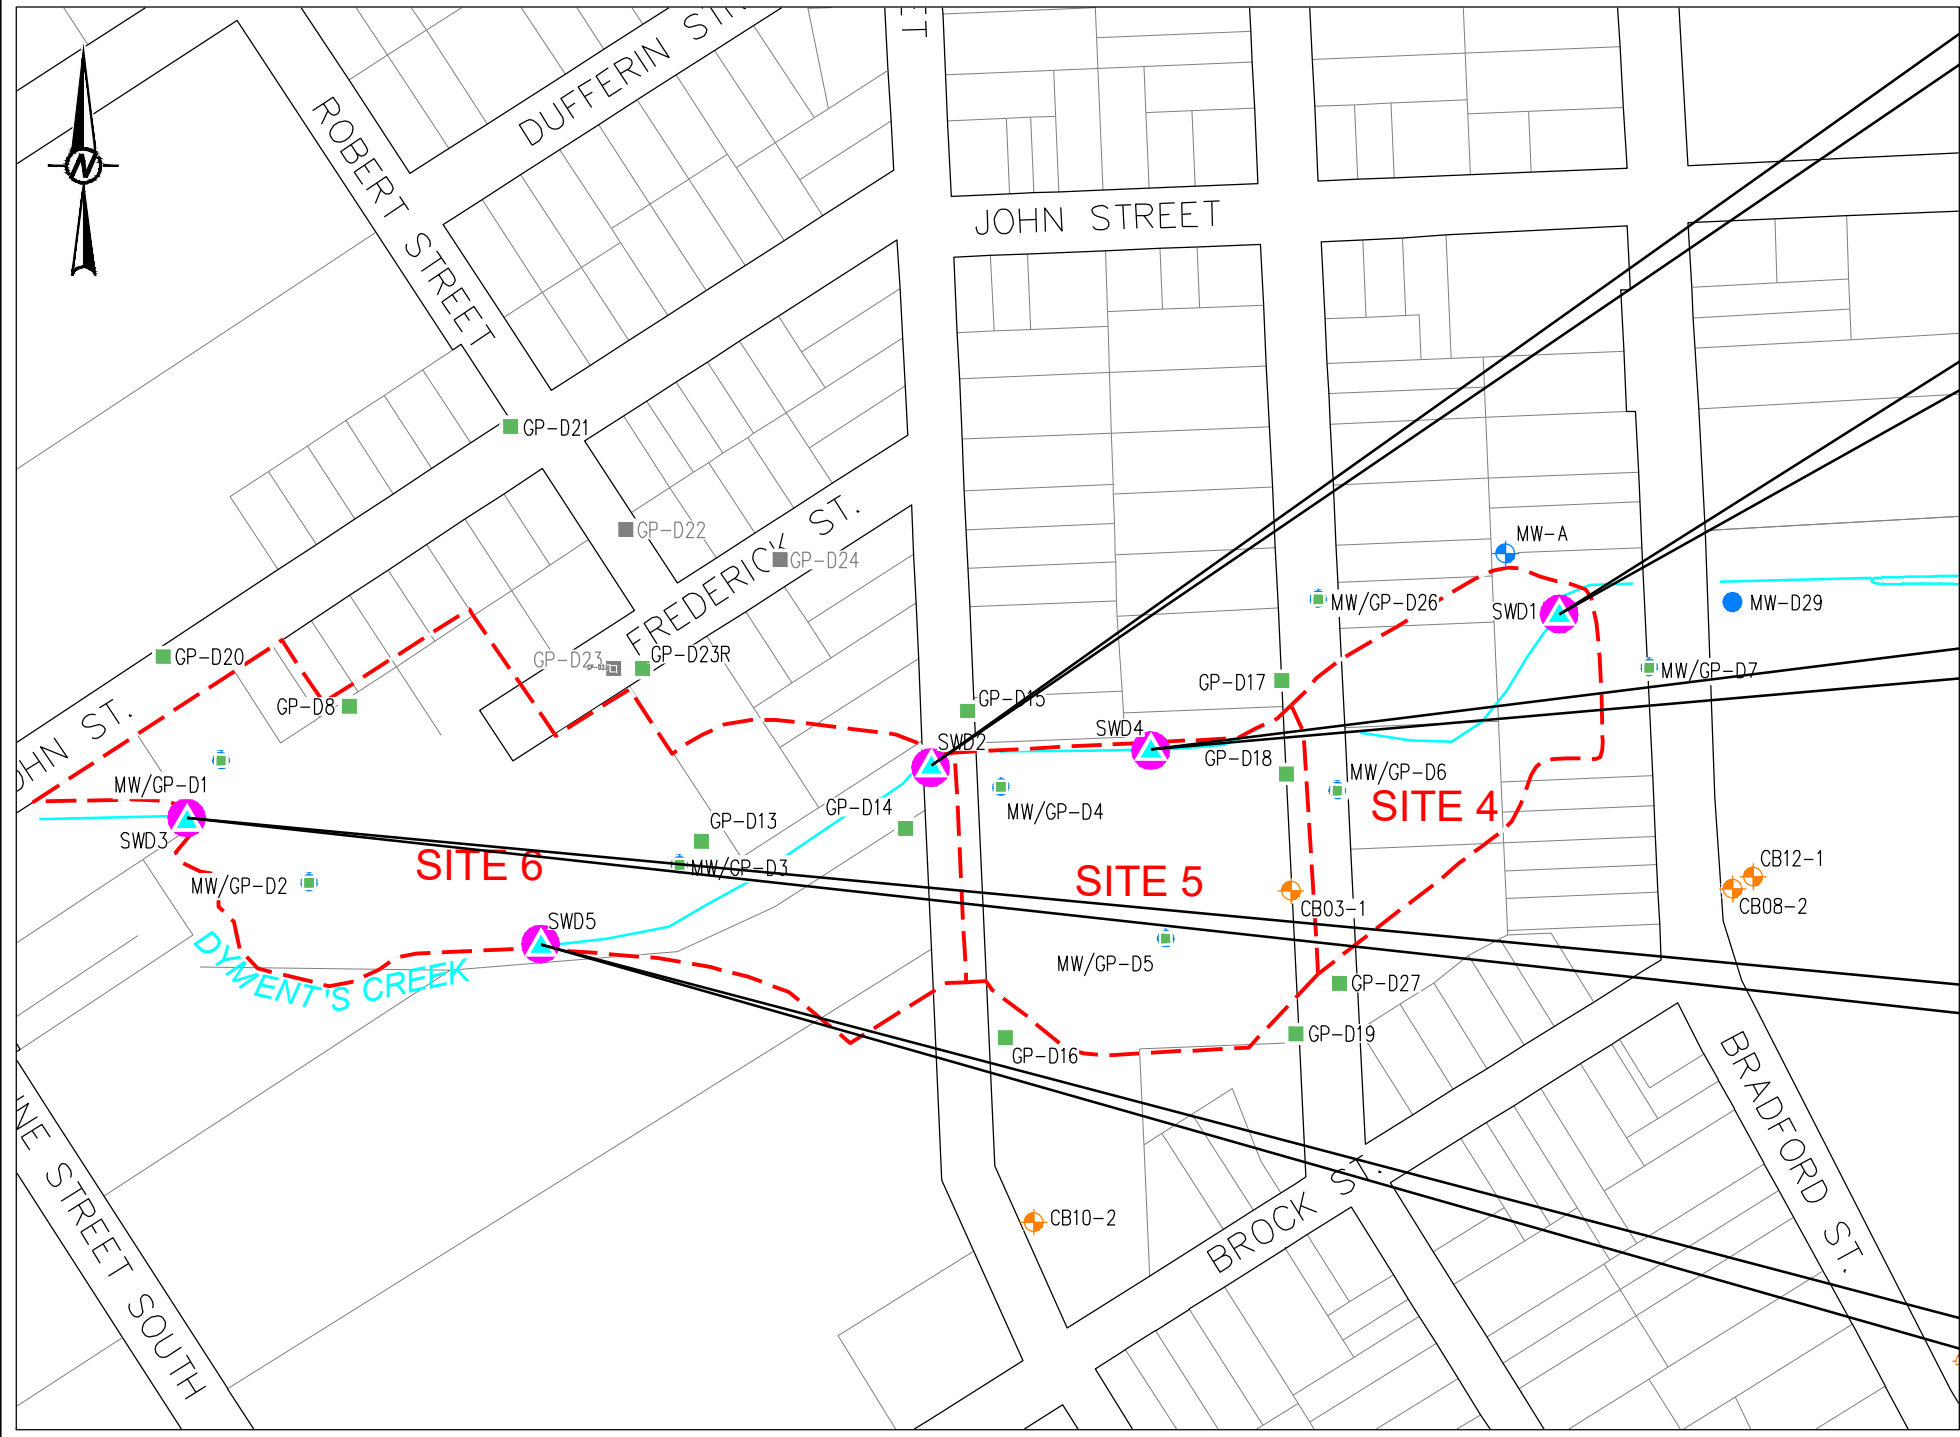 N
ROBERT STREET
DUFFERIN
JOHN STREET
GP-D21
GP-D22
FREDERICK ST.
GP-D24
MW-A
MW/GP-D26
SWD1
MW-D29
GP-D20
GP-D23
GP-D23R
MW/GP-D7
GP-D17
GP-D8
GP-D15
SWD4
SWD2
GP-D18
ST.
MW/GP-D1
MW/GP-D6
SITE 4
GP-D14
MW/GP-D4
GP-D13
SWD3
SITE 6
MW/GP-D3
MW/GP-D2
SITE 5
CB12-1
CB03-1
CB08-2
SWD5
DYMENT'S CREEK
MW/GP-D5
GP-D27
GP-D16
GP-D19
BRADFORD ST.
STREET SOUTH
BROCK ST.
CB10-2